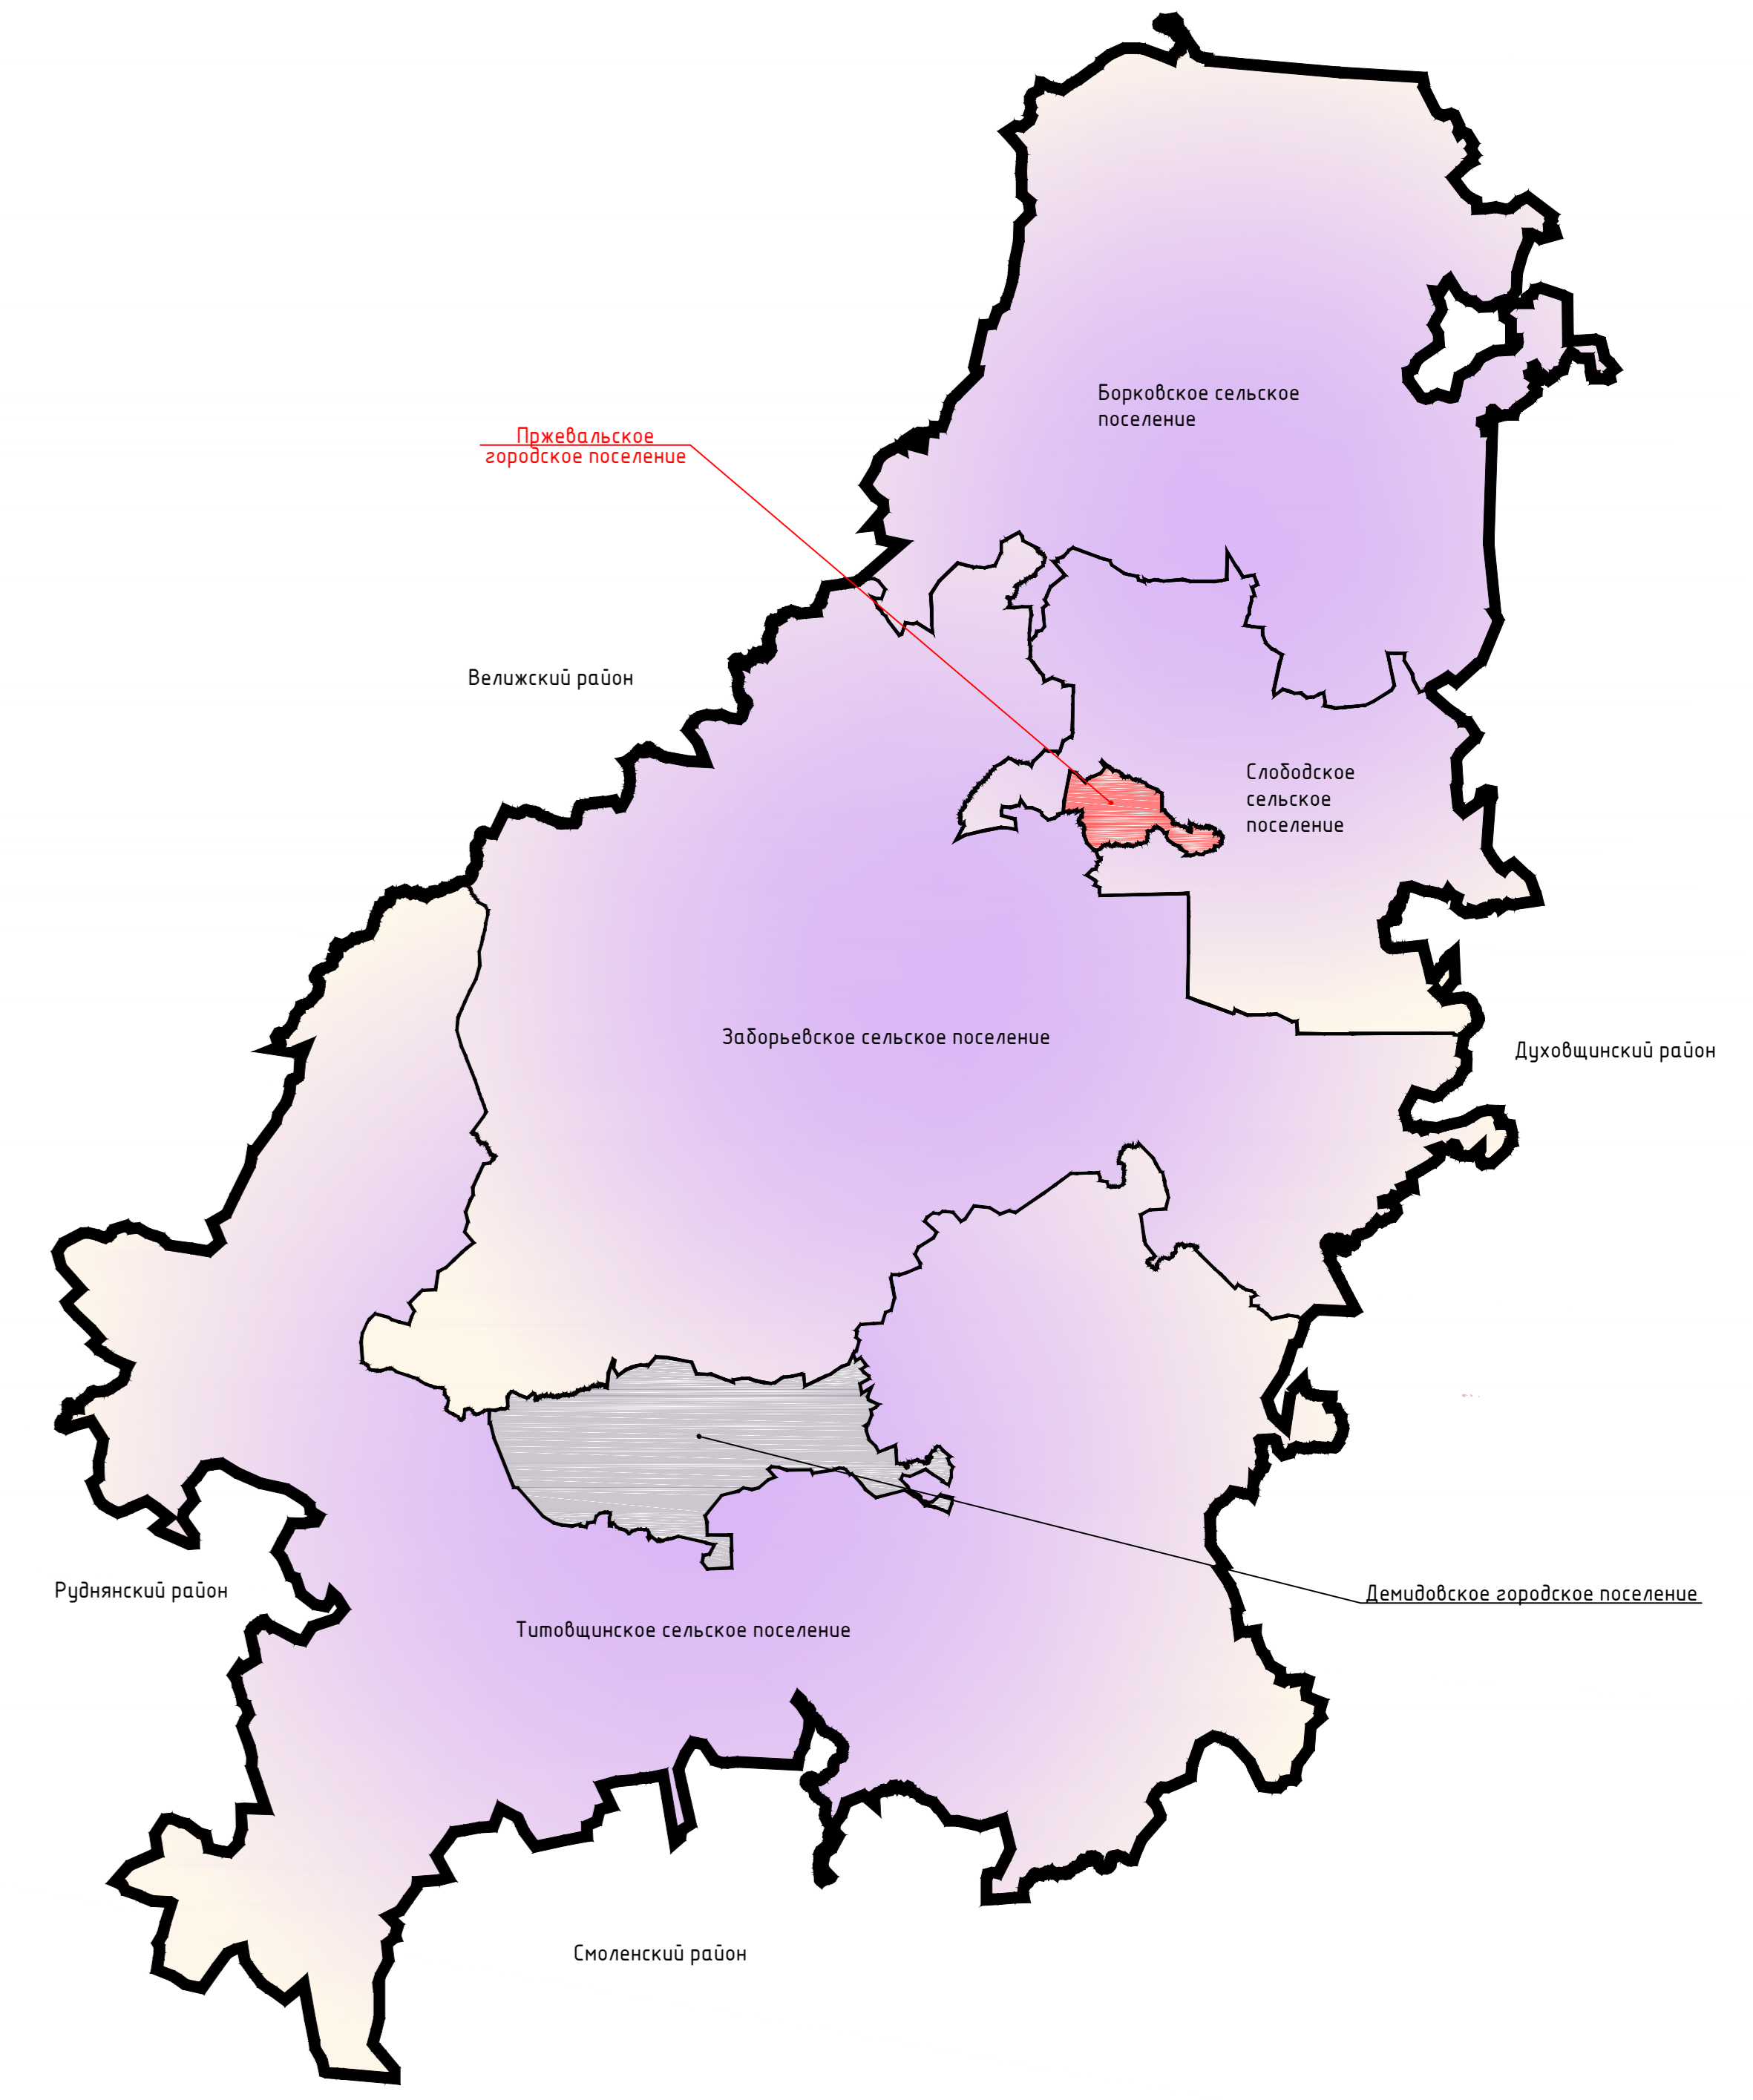 Борковское сельское
поселение
Пржевальское
городское поселение
Велижский район
Слободское
сельское
поселение
Заборьевское сельское поселение
Духовщинский район
Руднянский район
Демидовское городское поселение
Титовщинское сельское поселение
Смоленский район